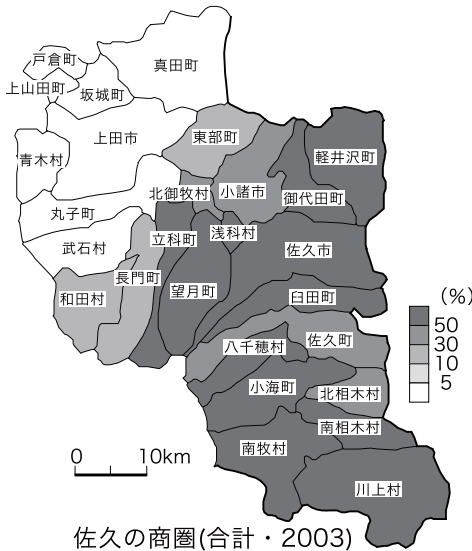 戸倉町
真田町
上山田町
坂城町
上田市
東部町
軽井沢町
青木村
北御牧村
小諸市
御代田町
丸子町
立科町
浅科村
佐久市
武石村
長門町
望月町
和田村
臼田町
(%)
50
30
10
5
八千穂村
佐久町
小海町
北相木村
南相木村
南牧村
川上村
0 10km
佐久の商圏(合計・2003)